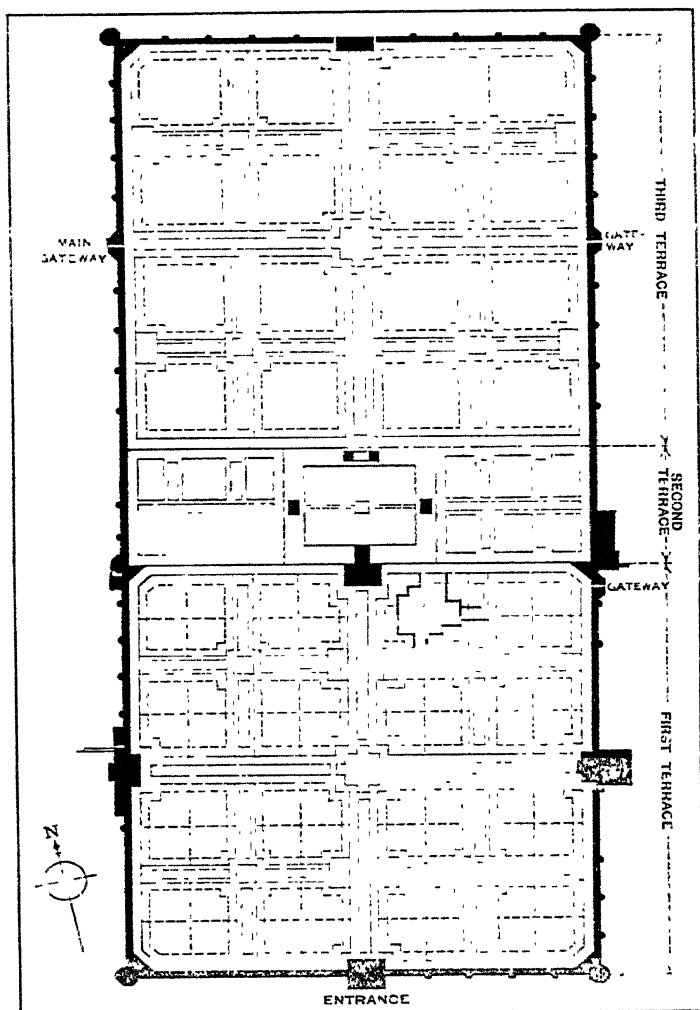 THIRD TERRACE
MAIN
GATEWAY
GATE-
WAY
SECOND
TERRACE
GATEWAY
FIRST TERRACE
N
ENTRANCE